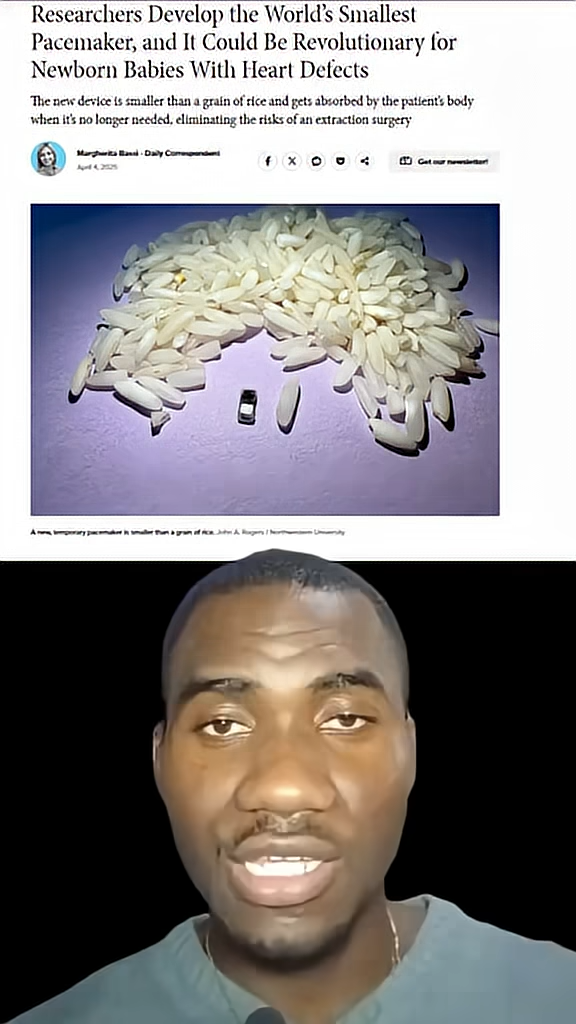 Researchers Develop the World's Smallest
Pacemaker, and It Could Be Revolutionary for
Newborn Babies With Heart Defects
The new device is smaller than a grain of rice and gets absorbed by the patient's body
when it's no longer needed, eliminating the risks of an extraction surgery
Margherita Bassi - Daily Correspondent
April 4, 2025
Get our newsletter!
A new, temporary pacemaker is smaller than a grain of rice. John A. Rogers / Northwestern University